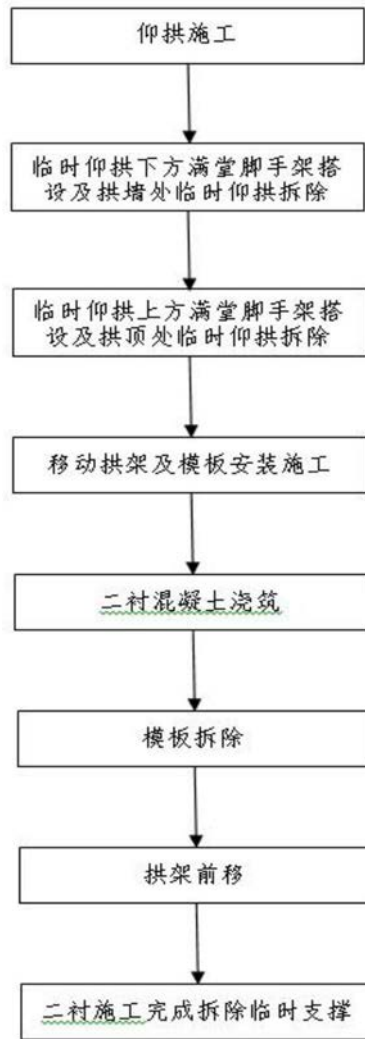 仰拱施工
临时仰拱下方满堂脚手架搭
设及拱墙处临时仰拱拆除
临时仰拱上方满堂脚手架搭
设及拱顶处临时仰拱拆除
移动拱架及模板安装施工
二衬混凝土浇筑
模板拆除
拱架前移
二衬施工完成拆除临时支撑